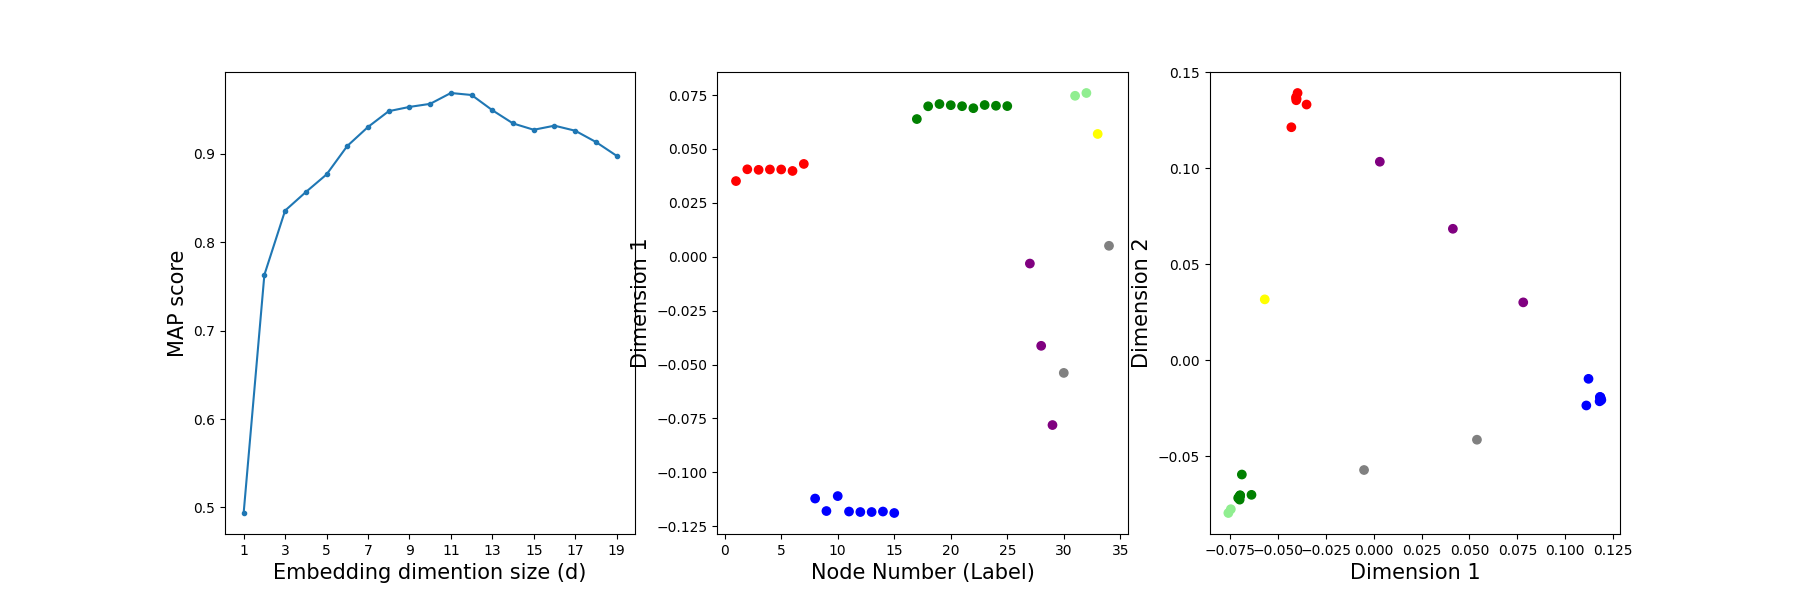 0.9
0.8
0.7
0.6
0.5
MAP score
1 3 5 7 9 11 13 15 17 19
Embedding dimention size (d)
0.075
0.050
0.025
0.000
−0.025
−0.050
−0.075
−0.100
−0.125
Dimension 1
0 5 10 15 20 25 30 35
Node Number (Label)
0.15
0.10
0.05
0.00
−0.05
Dimension 2
−0.075 −0.050 −0.025 0.000 0.025 0.050 0.075 0.100 0.125
Dimension 1